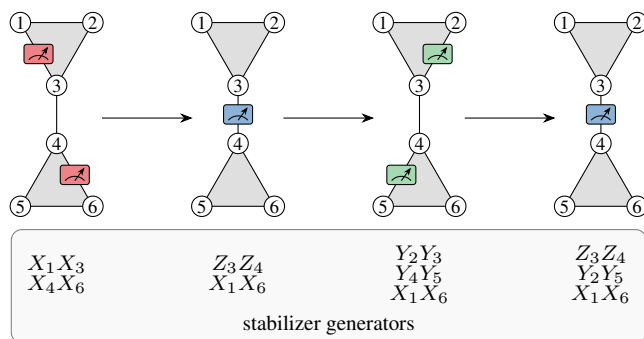 1 2 1 2 1 2 1 2
3 3 3 3
4 4 4 4
5 6 5 6 5 6 5 6
Y₂Y₃ Z₃Z₄
X₁X₃ Z₃Z₄ Y₄Y₅ Y₂Y₅
X₄X₆ X₁X₆ X₁X₆ X₁X₆
stabilizer generators